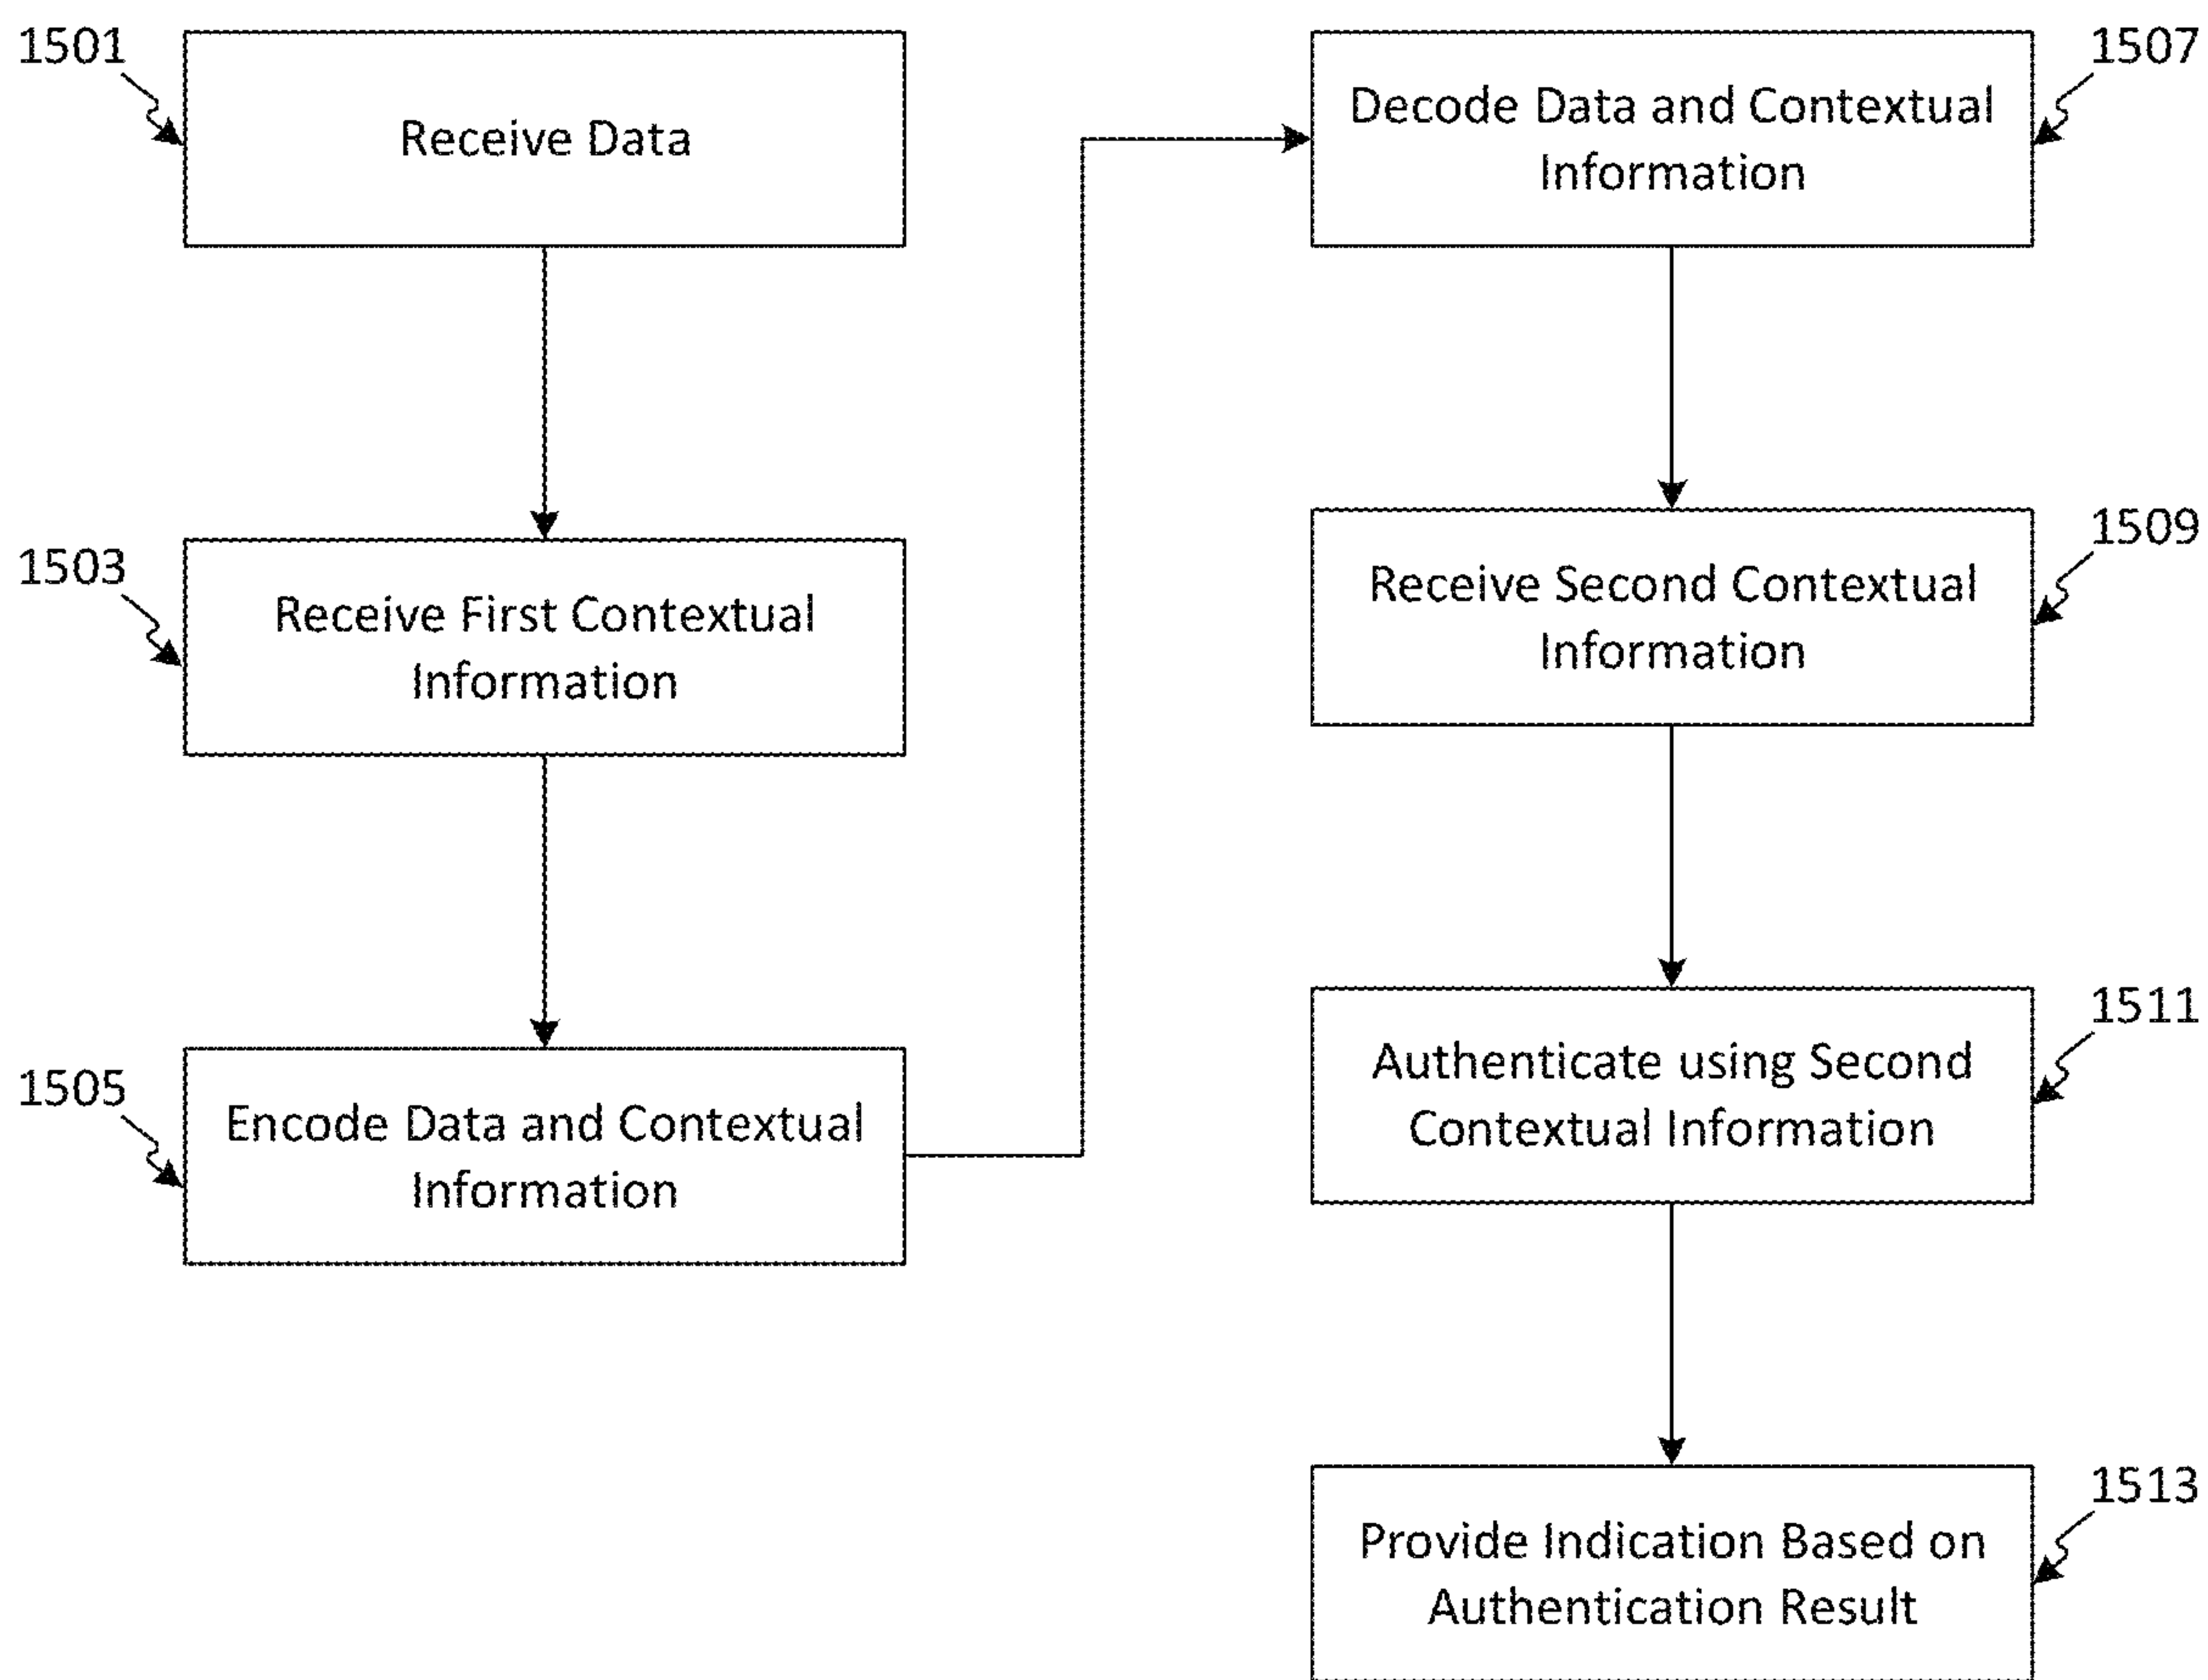 1501
Receive Data
1503
Receive First Contextual
Information
1505
Encode Data and Contextual
Information
1507
Decode Data and Contextual
Information
1509
Receive Second Contextual
Information
1511
Authenticate using Second
Contextual Information
1513
Provide Indication Based on
Authentication Result